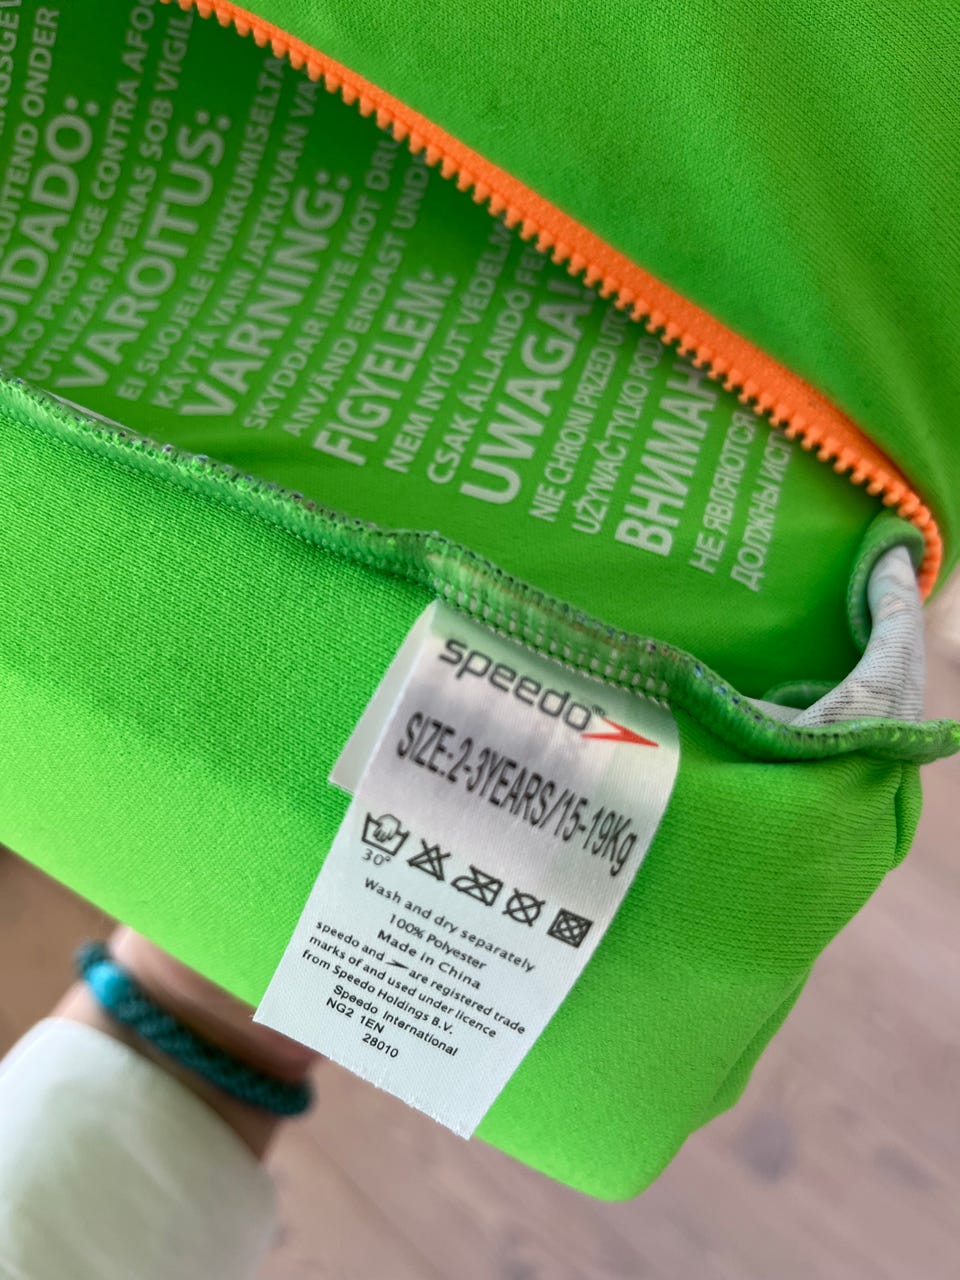 UITEND ONDER
CUIDADO:
NÃO PROTEGE CONTRA AFO
UTILIZAR APENAS SOB VIGIL
VAROITUS:
EI SUOJELE HUKKUMISELTA
KÄYTÄ VAIN JATKUVAN VA
VARNING:
SKYDDAR INTE MOT DR
ANVÄND ENDAST UND
FIGYELEM:
NEM NYÚJT VÉDELM
CSAK ÁLLANDÓ FE
UWAGA!
NIE CHRONI PRZED UTO
UŻYWAĆ TYLKO POD
ВНИМАН
НЕ ЯВЛЯЮТСЯ
ДОЛЖНЫ ИСП
speedo®
SIZE:2-3YEARS/15-19Kg
30°
Wash and dry separately
100% Polyester
Made in China
speedo and are registered trade
marks of and used under licence
from Speedo Holdings B.V.
Speedo International
NG2 1EN
28010